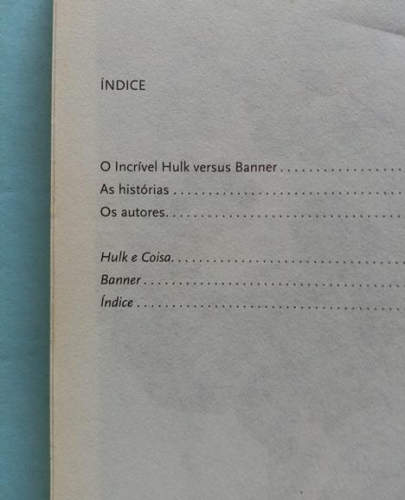 ÍNDICE
O Incrível Hulk versus Banner . . . . . . . . . . . . . . . . . .
As histórias . . . . . . . . . . . . . . . . . . . . . . . . . . . . . . . . . .
Os autores. . . . . . . . . . . . . . . . . . . . . . . . . . . . . . . . . . .
Hulk e Coisa. . . . . . . . . . . . . . . . . . . . . . . . . . . . . . . . . .
Banner . . . . . . . . . . . . . . . . . . . . . . . . . . . . . . . . . . . . . .
Índice . . . . . . . . . . . . . . . . . . . . . . . . . . . . . . . . . . . . . . .